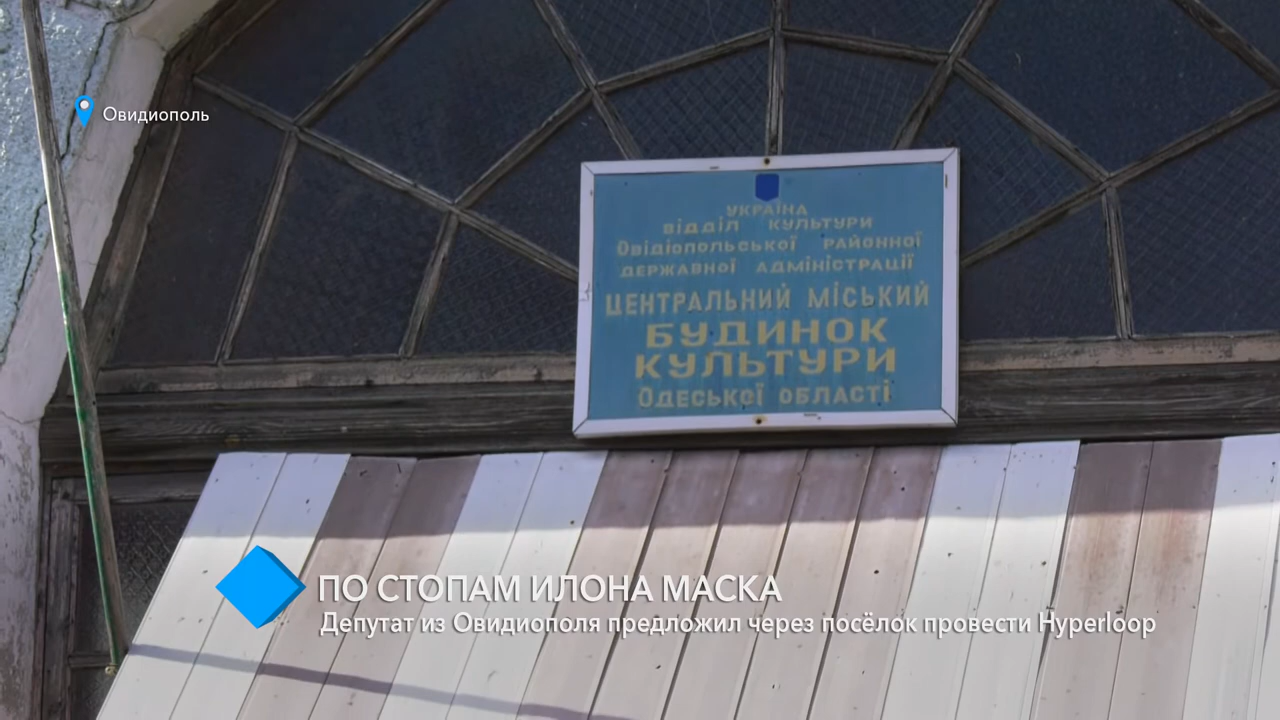 Овидиополь
УКРАЇНА
ВІДДІЛ КУЛЬТУРИ
ОВІДІОПОЛЬСЬКОЇ РАЙОННОЇ
ДЕРЖАВНОЇ АДМІНІСТРАЦІЇ
ЦЕНТРАЛЬНИЙ МІСЬКИЙ
БУДИНОК
КУЛЬТУРИ
ОДЕСЬКОЇ ОБЛАСТІ
ПО СТОПАМ ИЛОНА МАСКА
Депутат из Овидиополя предложил через посёлок провести Hyperloop